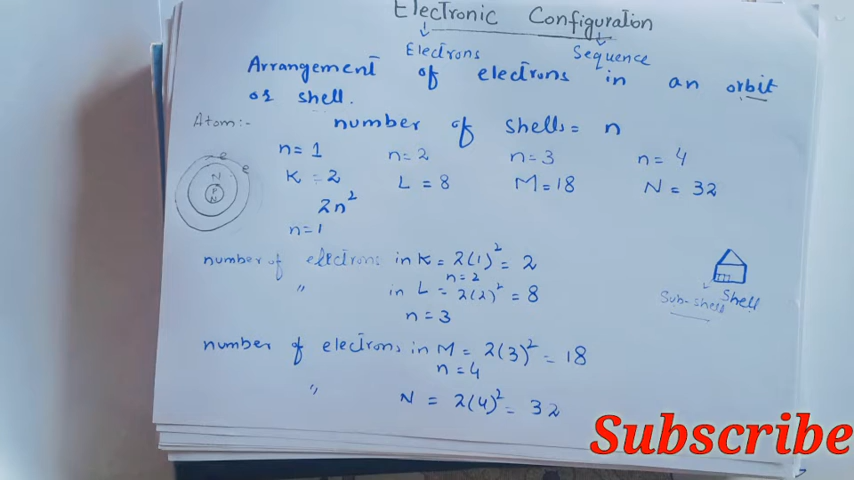 Electronic Configuration
Electrons Sequence
Arrangement of electrons in an orbit
or shell.
Atom:- number of shells = n
n = 1 n = 2 n = 3 n = 4
K = 2 L = 8 M = 18 N = 32
2n²
n = 1
e
e
N
P
N
number of electrons in K = 2(1)² = 2
n = 2
" in L = 2(2)² = 8
n = 3
Sub-shell Shell
number of electrons in M = 2(3)² = 18
n = 4
" N = 2(4)² = 32
Subscribe